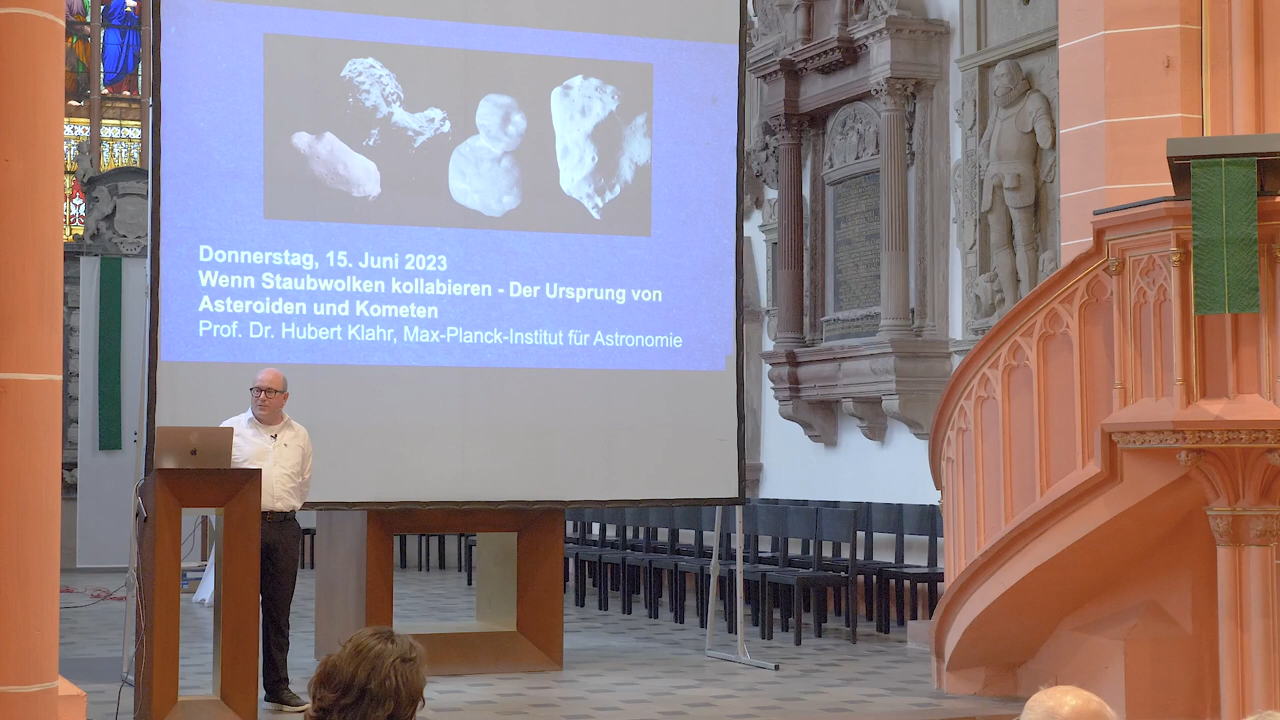 Donnerstag, 15. Juni 2023
Wenn Staubwolken kollabieren - Der Ursprung von
Asteroiden und Kometen
Prof. Dr. Hubert Klahr, Max-Planck-Institut für Astronomie